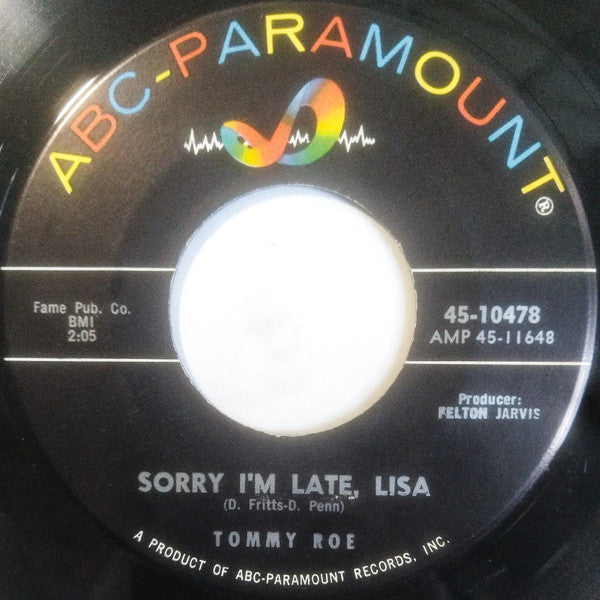 ABC-PARAMOUNT®
Fame Pub. Co.
BMI
2:05
45-10478
AMP 45-11648
Producer:
FELTON JARVIS
SORRY I'M LATE, LISA
(D. Fritts-D. Penn)
TOMMY ROE
A PRODUCT OF ABC-PARAMOUNT RECORDS, INC.